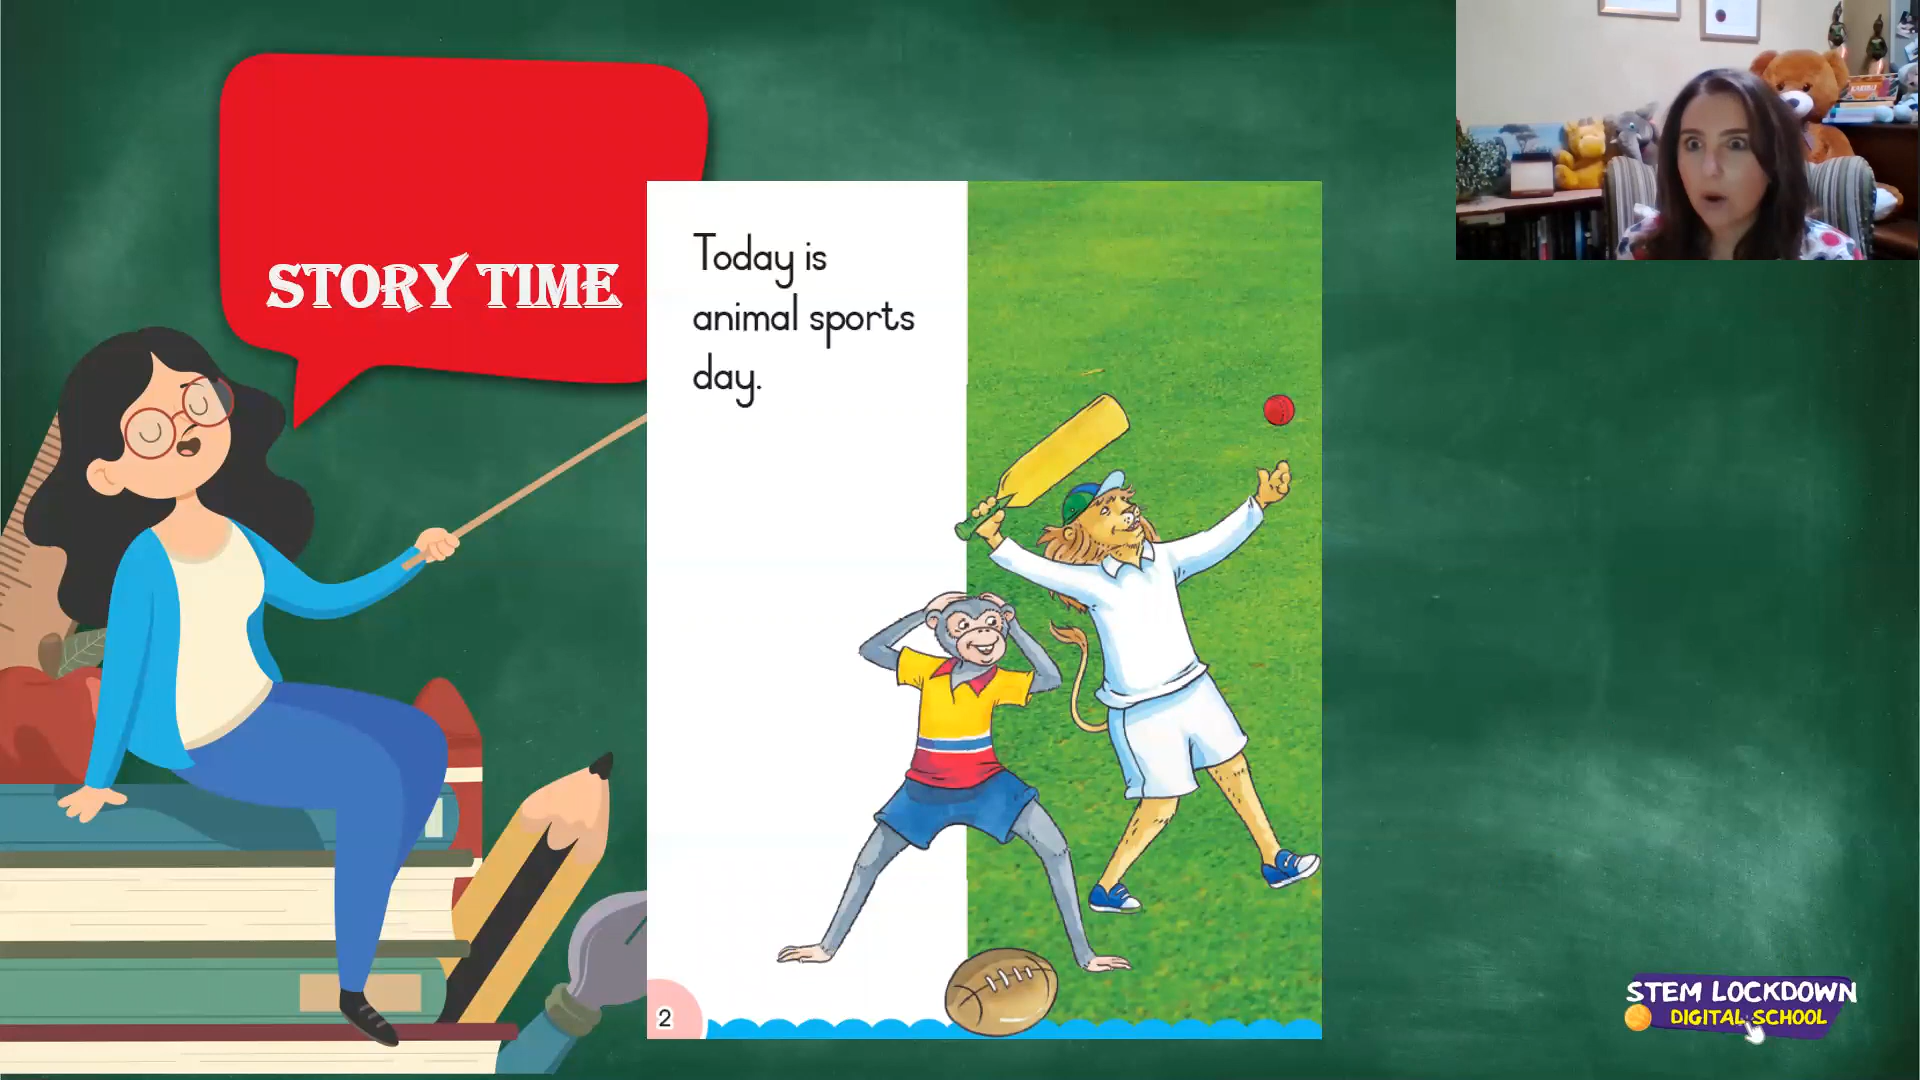 STORY TIME
Today is
animal sports
day.
2
STEM LOCKDOWN
DIGITAL SCHOOL